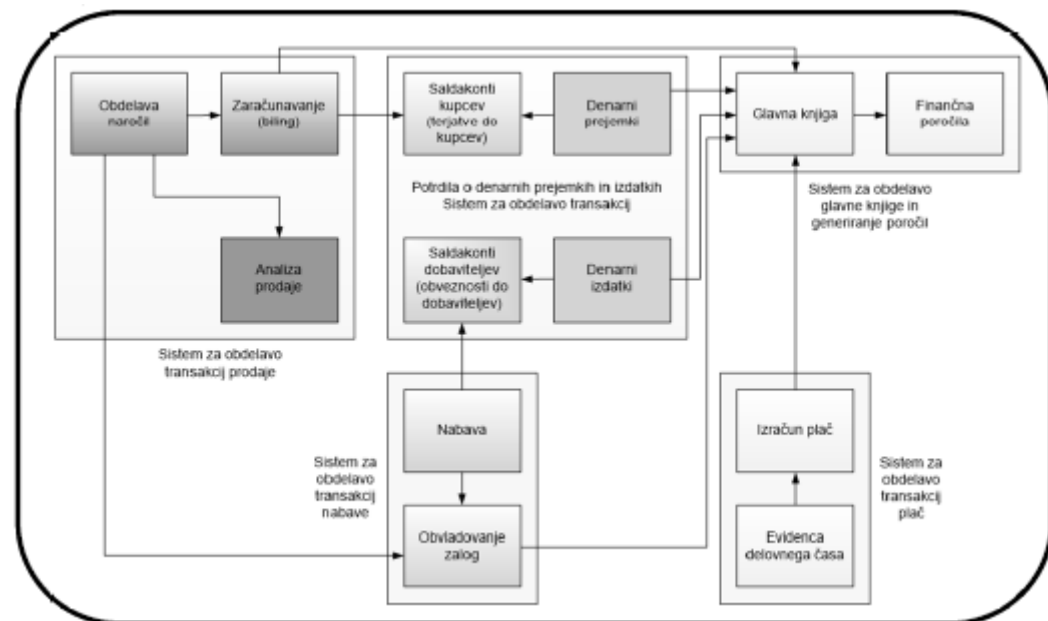 Obdelava
naročil
Zaračunavanje
(biling)
Analiza
prodaje
Sistem za obdelavo
transakcij prodaje
Saldakonti
kupcev
(terjatve do
kupcev)
Denarni
prejemki
Potrdila o denarnih prejemkih in izdatkih
Sistem za obdelavo transakcij
Saldakonti
dobaviteljev
(obveznosti do
dobaviteljev)
Denarni
izdatki
Glavna knjiga
Finančna
poročila
Sistem za obdelavo
glavne knjige in
generiranje poročil
Nabava
Obvladovanje
zalog
Sistem za
obdelavo
transakcij
nabave
Izračun plač
Evidenca
delovnega časa
Sistem za
obdelavo
transakcij
plač